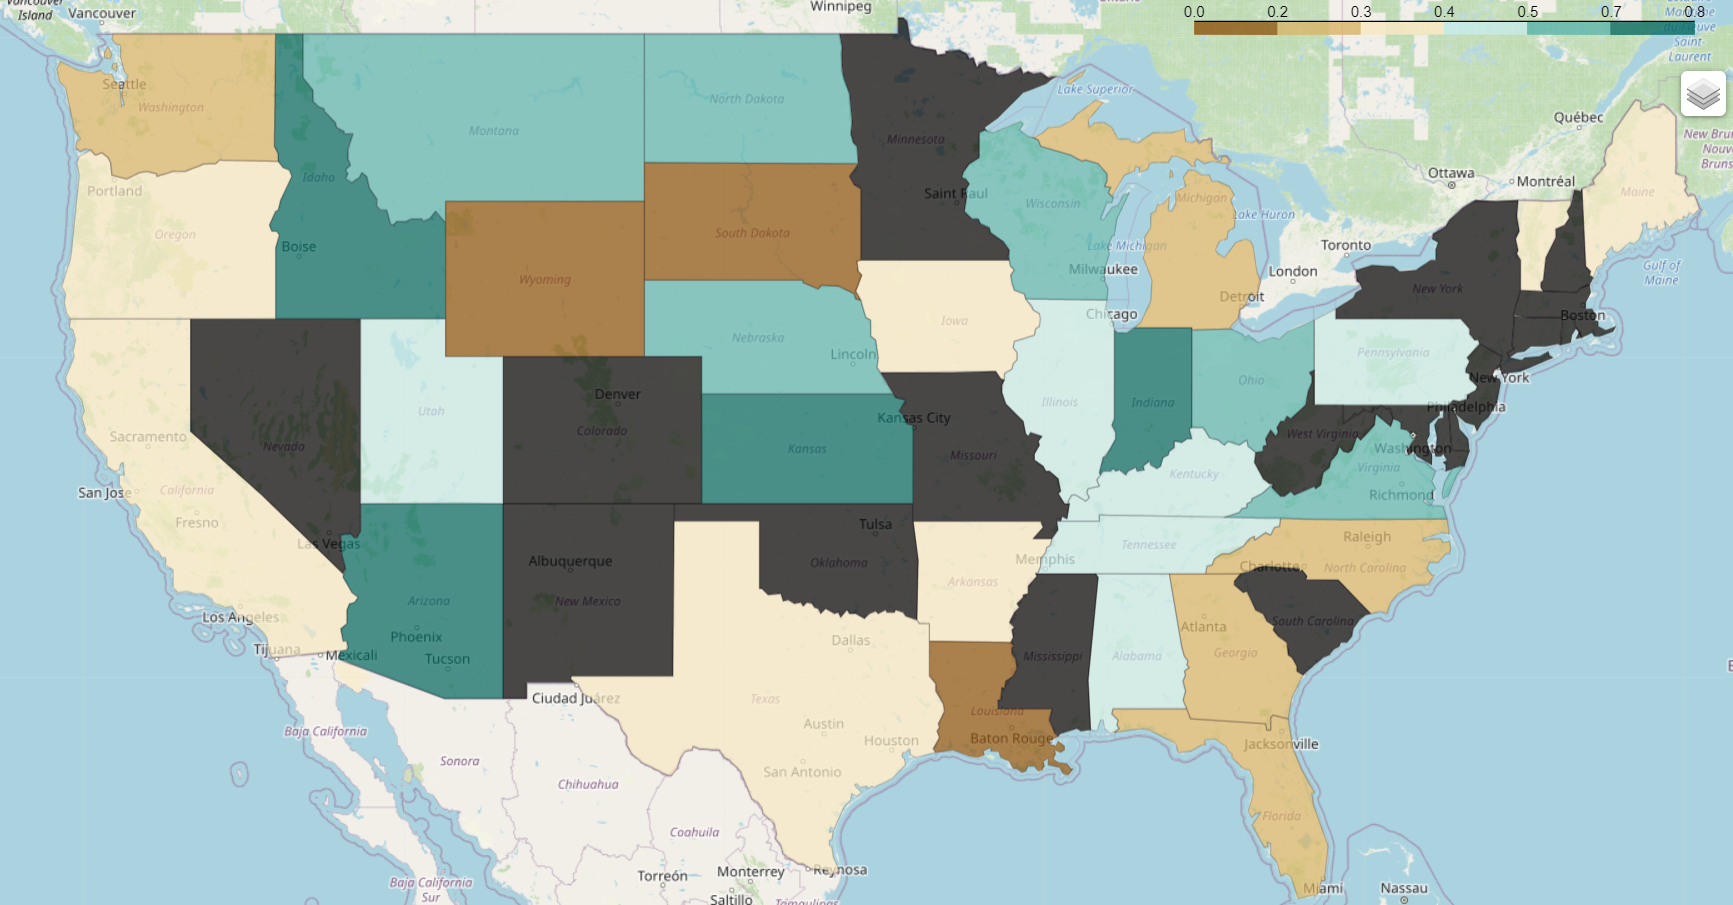 Vancouver
Island
Vancouver
Winnipeg
0.0 0.2 0.3 0.4 0.5 0.7 0.8
Golfe du
Saint-
Laurent
Seattle
Washington
Lake Superior
North Dakota
Québec
Montana
Minnesota
New Brun
Nouv
Bruns
Ottawa
Montréal
Idaho
Portland
Saint Paul
Michigan
Maine
Wisconsin
Lake Huron
Oregon
South Dakota
Boise
Lake Michigan
Toronto
Milwaukee
London
Gulf of
Maine
Wyoming
New York
Detroit
Chicago
Boston
Iowa
Nebraska
Lincoln
Pennsylvania
New York
Ohio
Denver
Utah
Illinois
Indiana
Philadelphia
Kansas City
Colorado
Sacramento
Nevada
Kansas
Missouri
West Virginia
Washington
Virginia
Kentucky
San Jose
California
Richmond
Fresno
Tulsa
Las Vegas
Raleigh
Tennessee
Memphis
Albuquerque
Oklahoma
Charlotte
North Carolina
Arkansas
Arizona
New Mexico
Los Angeles
Phoenix
Dallas
Atlanta
South Carolina
Tijuana
Mexicali
Tucson
Mississippi
Alabama
Georgia
Ciudad Juárez
Texas
Louisiana
Austin
Baja California
Houston
Baton Rouge
Jacksonville
Sonora
San Antonio
Chihuahua
Florida
Coahuila
Torreón
Monterrey
Reynosa
Baja California
Sur
Miami
Nassau
Saltillo
Tamaulipas